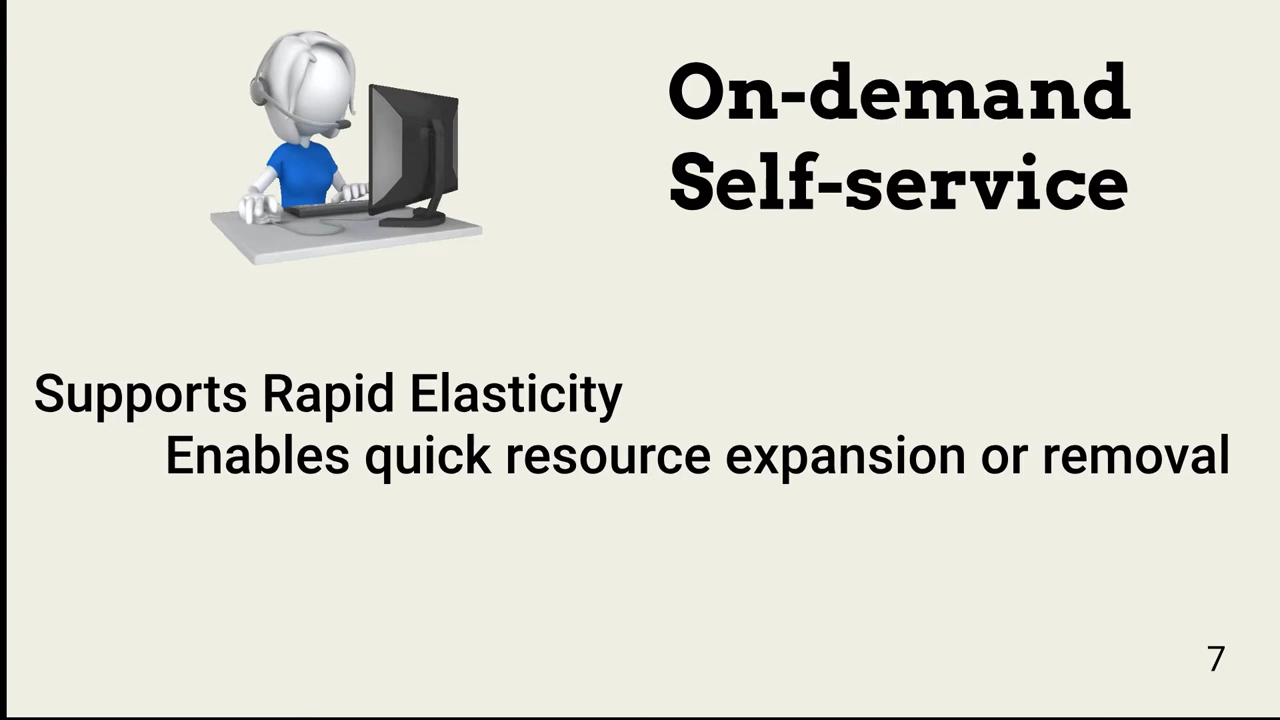 On-demand
Self-service
Supports Rapid Elasticity
Enables quick resource expansion or removal
7